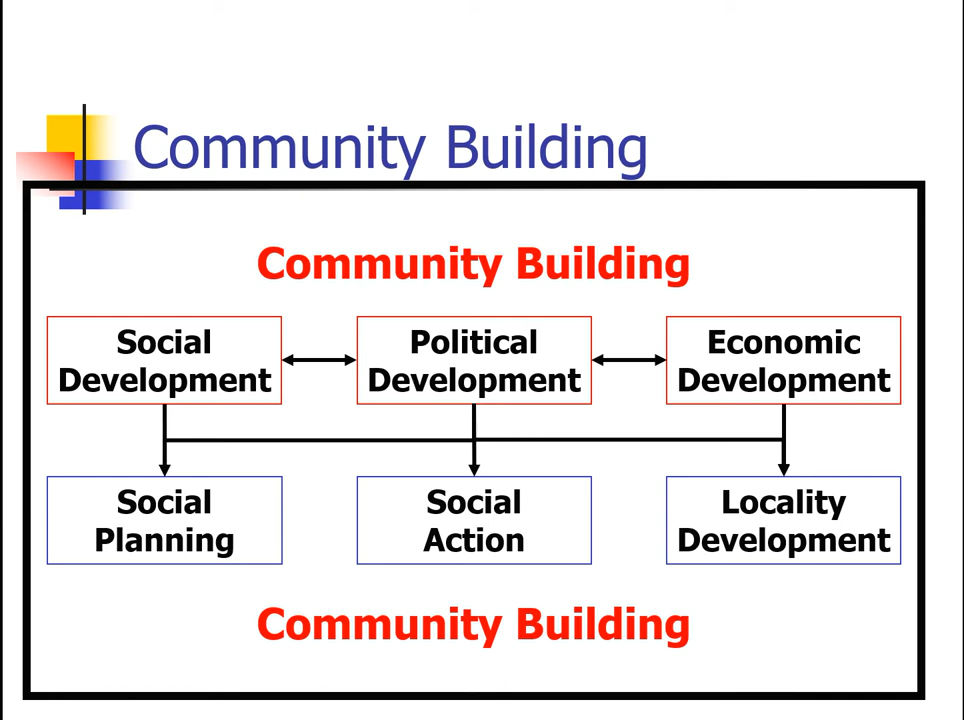 Community Building
Community Building
Social
Development
Political
Development
Economic
Development
Social
Planning
Social
Action
Locality
Development
Community Building